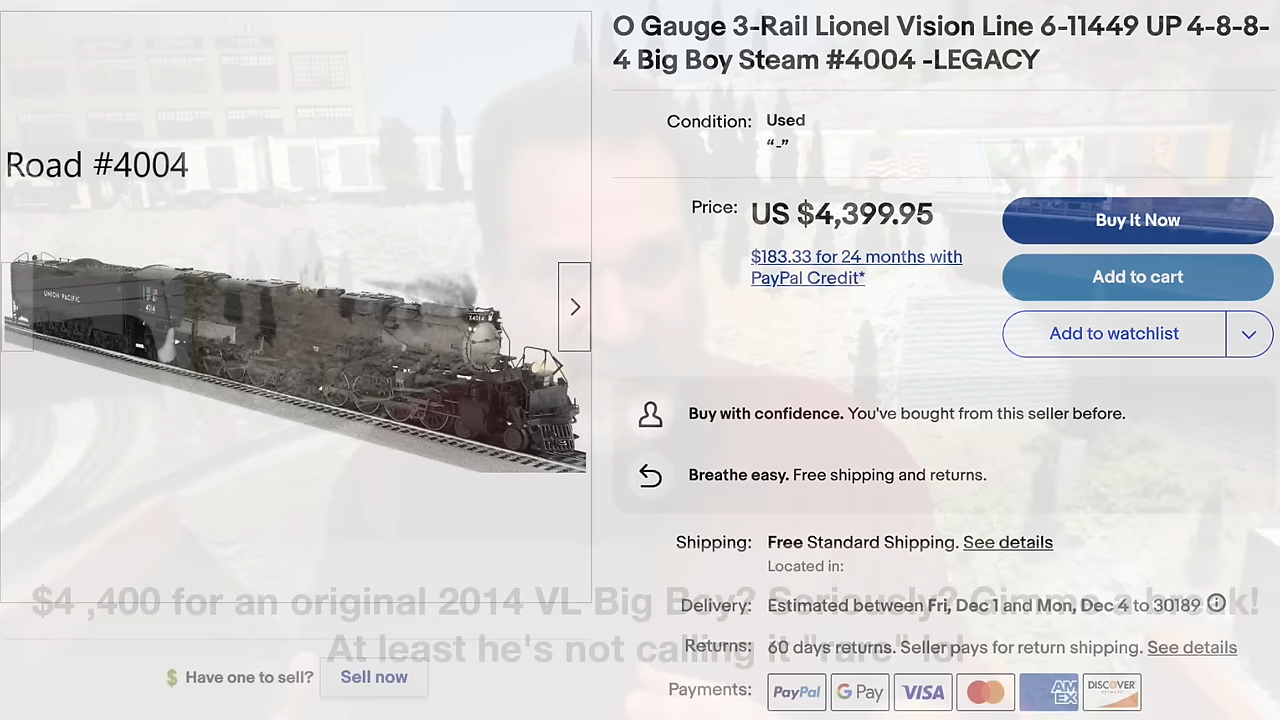 O Gauge 3-Rail Lionel Vision Line 6-11449 UP 4-8-8-
4 Big Boy Steam #4004 -LEGACY
Condition: Used
“-”
Road #4004
Price: US $4,399.95
Buy It Now
$183.33 for 24 months with
PayPal Credit*
Add to cart
Add to watchlist
UNION PACIFIC
4014
X4014
Buy with confidence. You've bought from this seller before.
Breathe easy. Free shipping and returns.
Shipping: Free Standard Shipping. See details
Located in:
$4 ,400 for an original 2014 VL Big Boy? Seriously? Gimme a break!
At least he's not calling it "rare" lol
Delivery: Estimated between Fri, Dec 1 and Mon, Dec 4 to 30189
Returns: 60 days returns. Seller pays for return shipping. See details
Have one to sell? Sell now
Payments: PayPal G Pay VISA AM EX DISCOVER